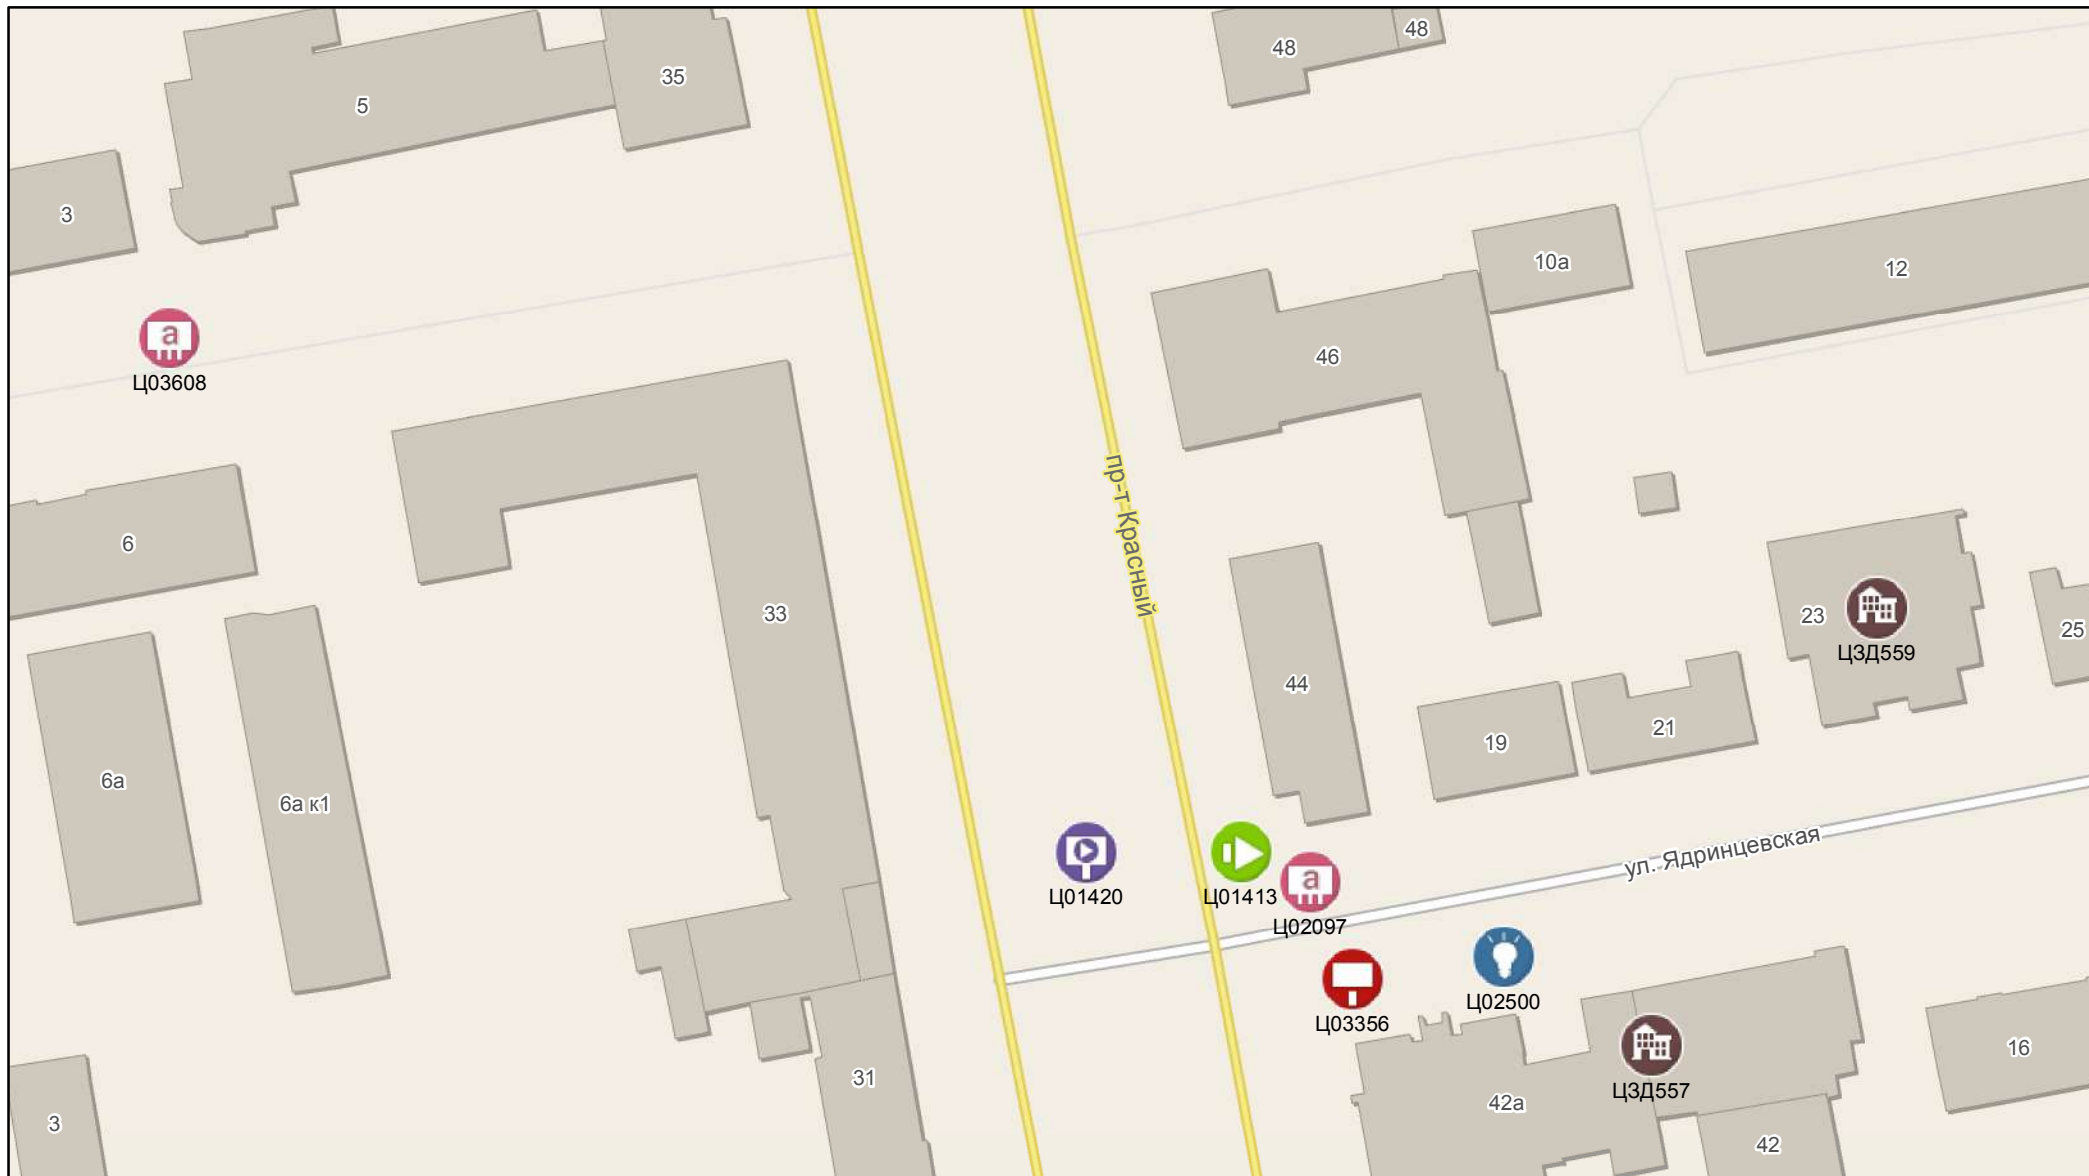 48
48
35
5
3
10а
12
Ц03608
46
пр-т Красный
6
33
23
25
ЦЗД559
44
19
21
6а
6а к1
ул. Ядринцевская
а
а
Ц01420
Ц01413
Ц02097
Ц02500
Ц03356
31
ЦЗД557
16
42а
3
42